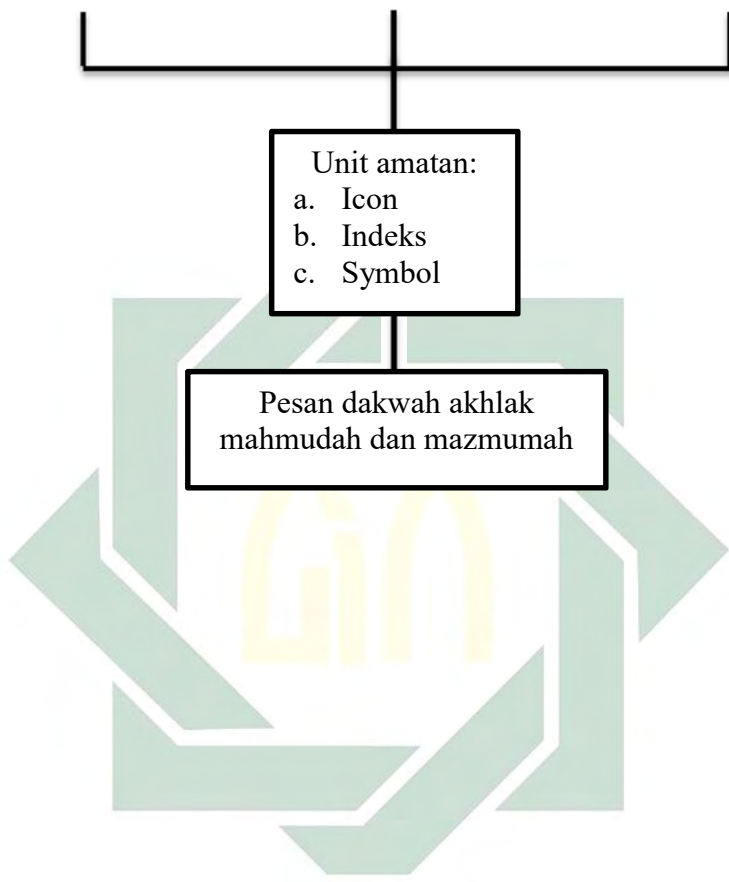 Unit amatan:
a. Icon
b. Indeks
c. Symbol
Pesan dakwah akhlak
mahmudah dan mazmumah